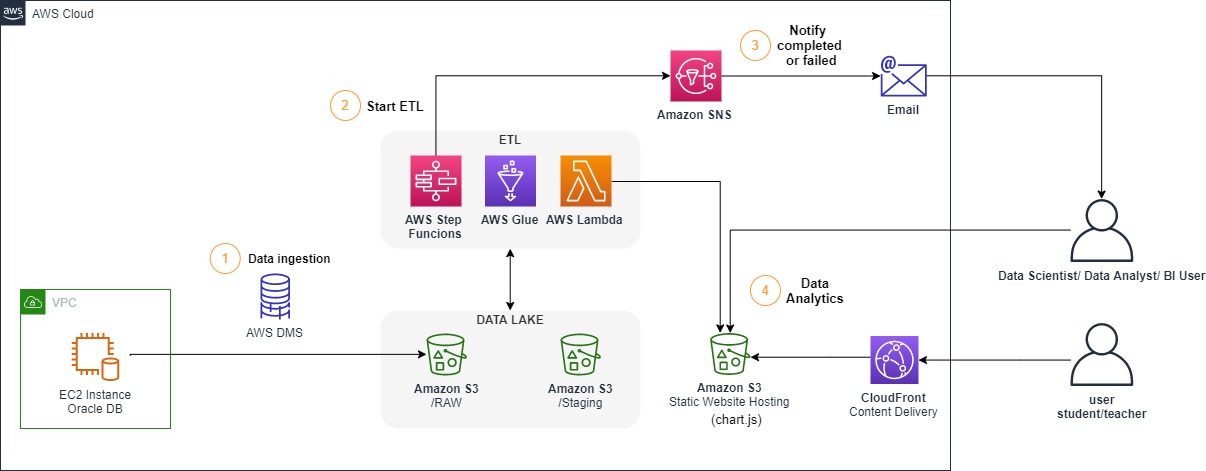 aws
AWS Cloud
3
Notify
completed
or failed
2
Start ETL
Amazon SNS
@
Email
ETL
AWS Step
Funcions
AWS Glue
AWS Lambda
1
Data ingestion
AWS DMS
VPC
EC2 Instance
Oracle DB
DATA LAKE
Amazon S3
/RAW
Amazon S3
/Staging
4
Data
Analytics
Amazon S3
Static Website Hosting
(chart.js)
CloudFront
Content Delivery
Data Scientist/ Data Analyst/ BI User
user
student/teacher